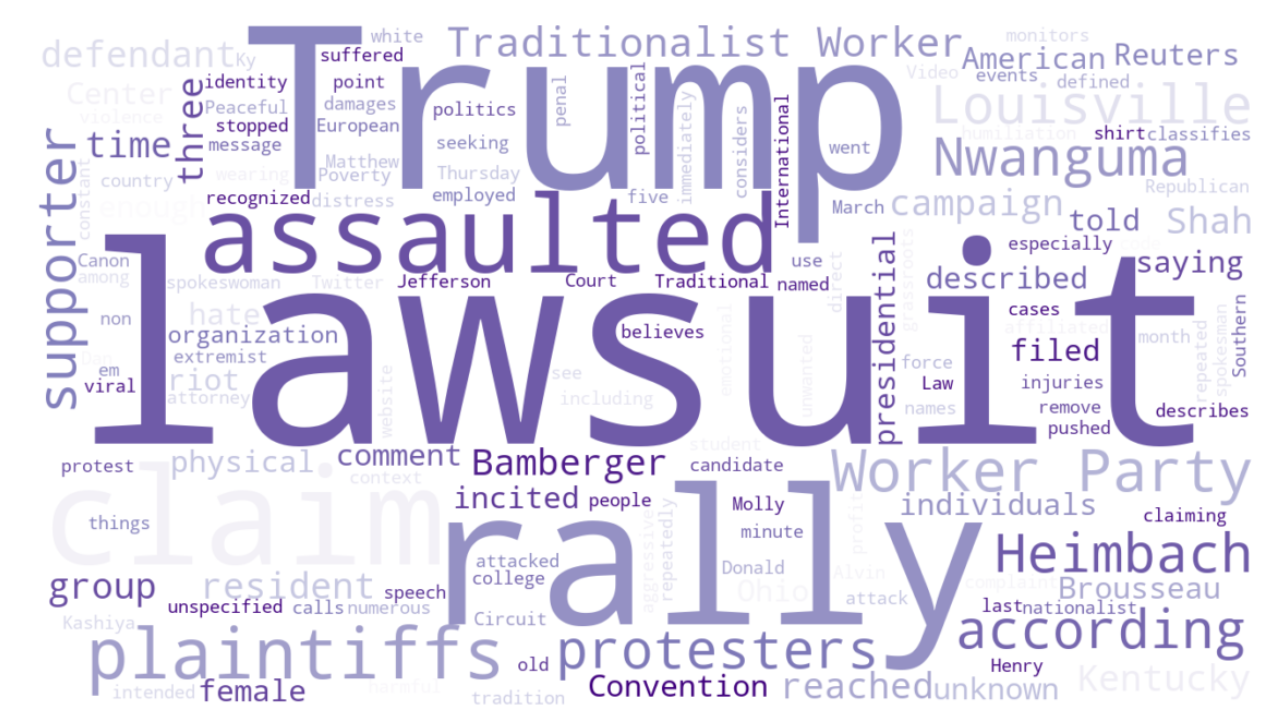 white
Traditionalist Worker
monitors
defendant
Ky
suffered
Trump
American
Reuters
identity
point
Video
events
defined
Center
three
Peaceful
damages
politics
penal
political
immediately
considers
International
Louisville
violence
stopped
European
seeking
humiliation
shirt
classifies
supporter
time
message
Matthew
went
Nwanguma
constant
country
wearing
Poverty
Thursday
Republican
enough
recognized
distress
employed
five
March
campaign
told
Shah
assaulted
especially
code
Canon
use
presidential
grassroots
described
saying
among
spokeswoman
Twitter
Jefferson
Court
Traditional
named
direct
lawsuit
non
hate
believes
cases
Southern
organization
emotional
unwanted
affiliated
month
repeated
spokesman
Dan
extremist
filed
em
riot
see
force
viral
attorney
website
including
Law
injuries
names
remove
describes
pushed
student
protest
physical
comment
Bamberger
candidate
Worker Party
context
claim
incited
people
rally
Molly
individuals
claiming
things
aggressive
repeatedly
minute
profit
Heimbach
attacked
Donald
Alvin
group
resident
speech
college
Ohio
attack
complaint
Brousseau
unspecified
calls
numerous
last
nationalist
Kashiya
Circuit
according
plaintiffs
old
protesters
Henry
Kentucky
intended
female
harmful
tradition
Convention
reached
unknown